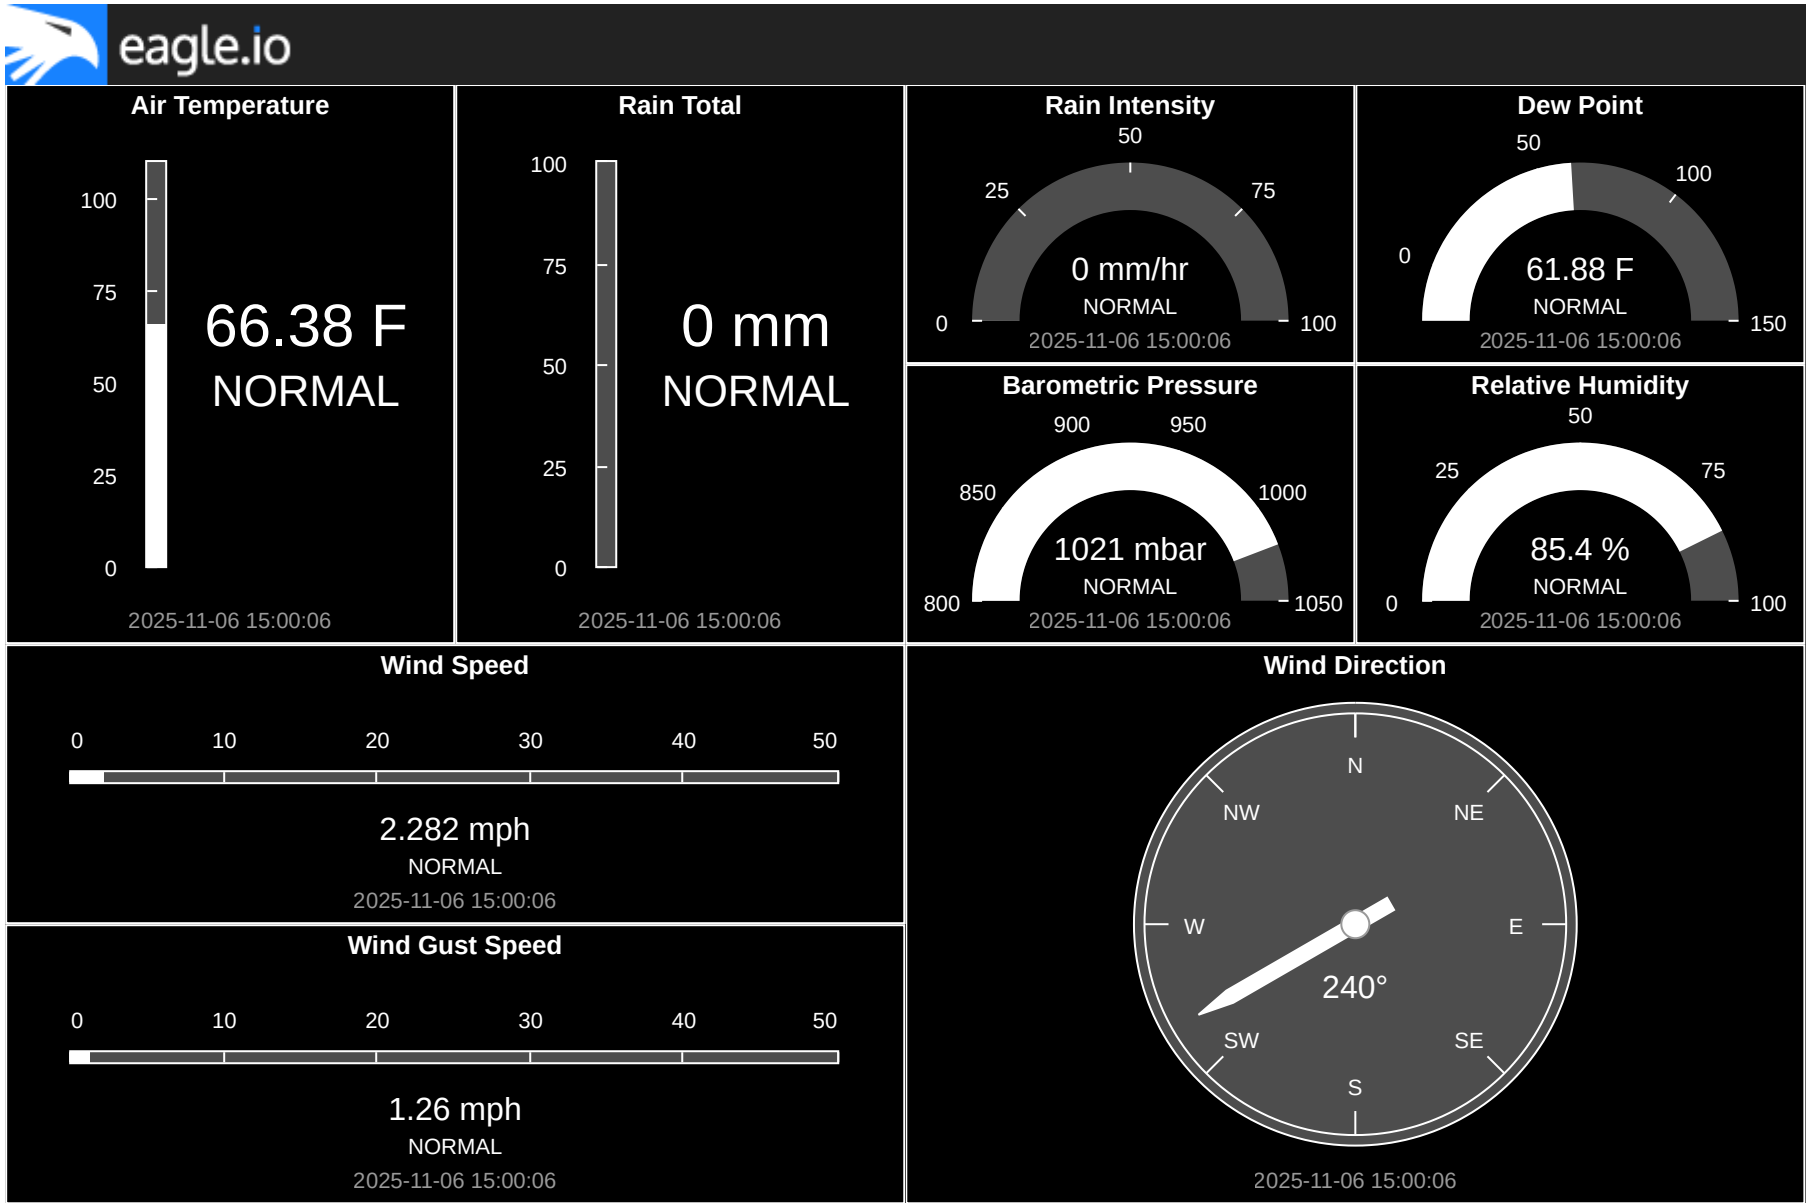 eagle.io
Air Temperature
100
75
50
25
0
66.38 F
NORMAL
2025-11-06 15:00:06
Rain Total
100
75
50
25
0
0 mm
NORMAL
2025-11-06 15:00:06
Rain Intensity
0
25
50
75
100
0 mm/hr
NORMAL
2025-11-06 15:00:06
Dew Point
0
50
100
150
61.88 F
NORMAL
2025-11-06 15:00:06
Barometric Pressure
800
850
900
950
1000
1050
1021 mbar
NORMAL
2025-11-06 15:00:06
Relative Humidity
0
25
50
75
100
85.4 %
NORMAL
2025-11-06 15:00:06
Wind Speed
0 10 20 30 40 50
2.282 mph
NORMAL
2025-11-06 15:00:06
Wind Gust Speed
0 10 20 30 40 50
1.26 mph
NORMAL
2025-11-06 15:00:06
Wind Direction
N
NW NE
W E
240°
SW SE
S
2025-11-06 15:00:06